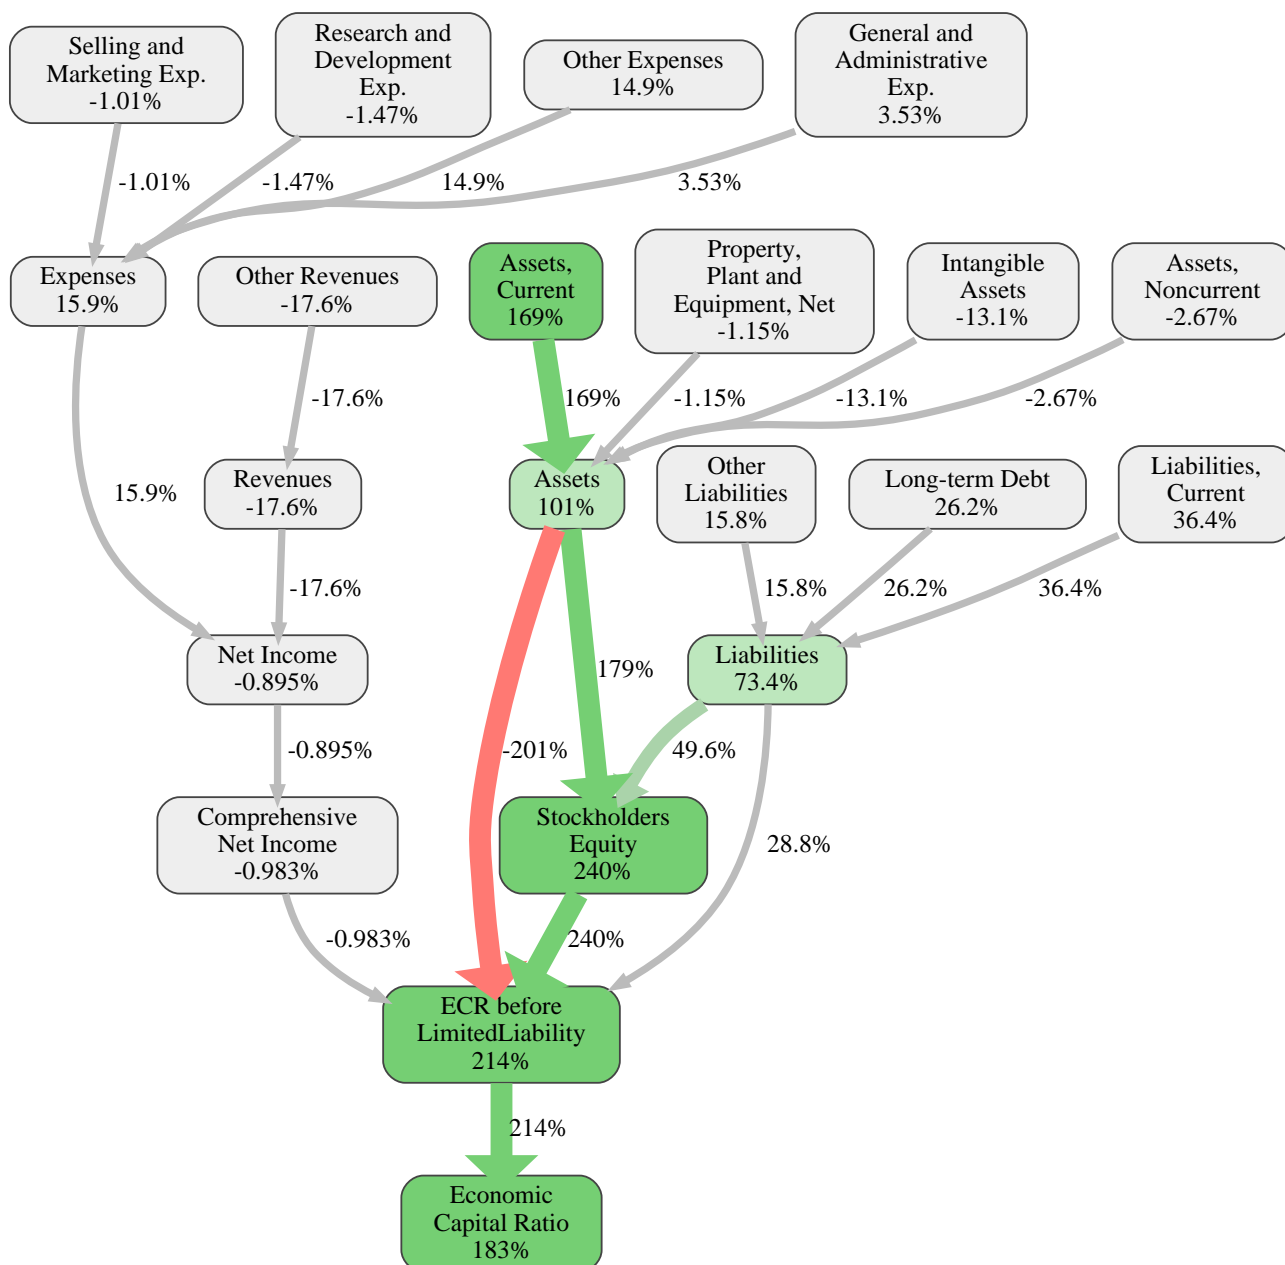 Selling and
Marketing Exp.
-1.01%
Research and
Development
Exp.
-1.47%
Other Expenses
14.9%
General and
Administrative
Exp.
3.53%
-1.01%
-1.47%
14.9%
3.53%
Expenses
15.9%
Other Revenues
-17.6%
Assets,
Current
169%
Property,
Plant and
Equipment, Net
-1.15%
Intangible
Assets
-13.1%
Assets,
Noncurrent
-2.67%
-17.6%
169%
-1.15%
-13.1%
-2.67%
15.9%
Revenues
-17.6%
Assets
101%
Other
Liabilities
15.8%
Long-term Debt
26.2%
Liabilities,
Current
36.4%
-17.6%
15.8%
26.2%
36.4%
Net Income
-0.895%
179%
Liabilities
73.4%
-0.895%
-201%
49.6%
Comprehensive
Net Income
-0.983%
Stockholders
Equity
240%
28.8%
-0.983%
240%
ECR before
LimitedLiability
214%
214%
Economic
Capital Ratio
183%